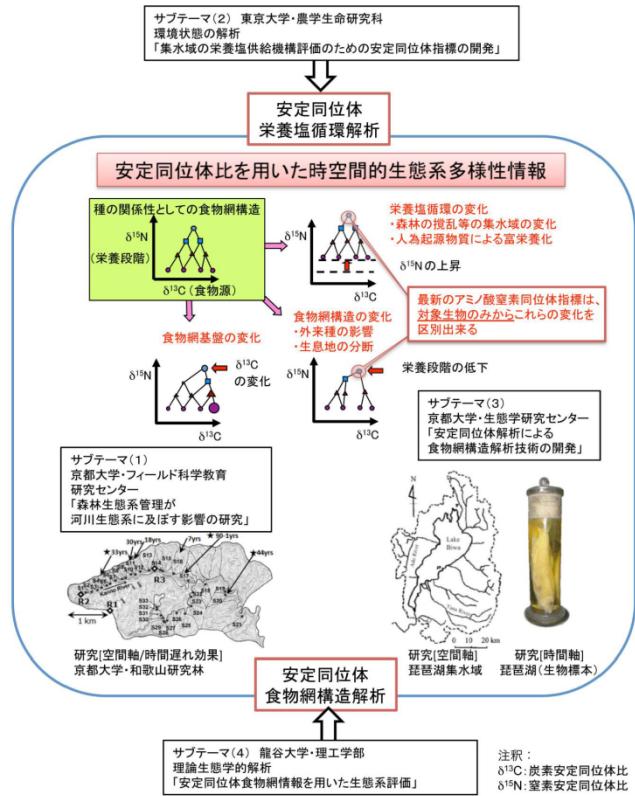 サブテーマ(2) 東京大学・農学生命研究科
環境状態の解析
「集水域の栄養塩供給機構評価のための安定同位体指標の開発」
安定同位体
栄養塩循環解析
安定同位体比を用いた時空間的生態系多様性情報
種の関係性としての食物網構造
δ¹⁵N
(栄養段階)
δ¹³C (食物源)
栄養塩循環の変化
・森林の撹乱等の集水域の変化
・人為起源物質による富栄養化
δ¹⁵N
δ¹⁵Nの上昇
δ¹³C
最新のアミノ酸窒素同位体指標は、
対象生物のみからこれらの変化を
区別出来る
食物網基盤の変化
δ¹⁵N
δ¹³C
の変化
δ¹³C
食物網構造の変化
・外来種の影響
・生息地の分断
δ¹⁵N
栄養段階の低下
δ¹³C
サブテーマ(3)
京都大学・生態学研究センター
「安定同位体解析による
食物網構造解析技術の開発」
サブテーマ(1)
京都大学・フィールド科学教育
研究センター
「森林生態系管理が
河川生態系に及ぼす影響の研究」
★33yrs
30yrs
18yrs
7yrs
★90-1yrs
★44yrs
R2
R1
R3
1 km
研究[空間軸/時間遅れ効果]
京都大学・和歌山研究林
N
Lake
Biwa
0 10 20 km
研究[空間軸]
琵琶湖集水域
研究[時間軸]
琵琶湖(生物標本)
安定同位体
食物網構造解析
サブテーマ(4) 龍谷大学・理工学部
理論生態学的解析
「安定同位体食物網情報を用いた生態系評価」
注釈:
δ¹³C:炭素安定同位体比
δ¹⁵N:窒素安定同位体比